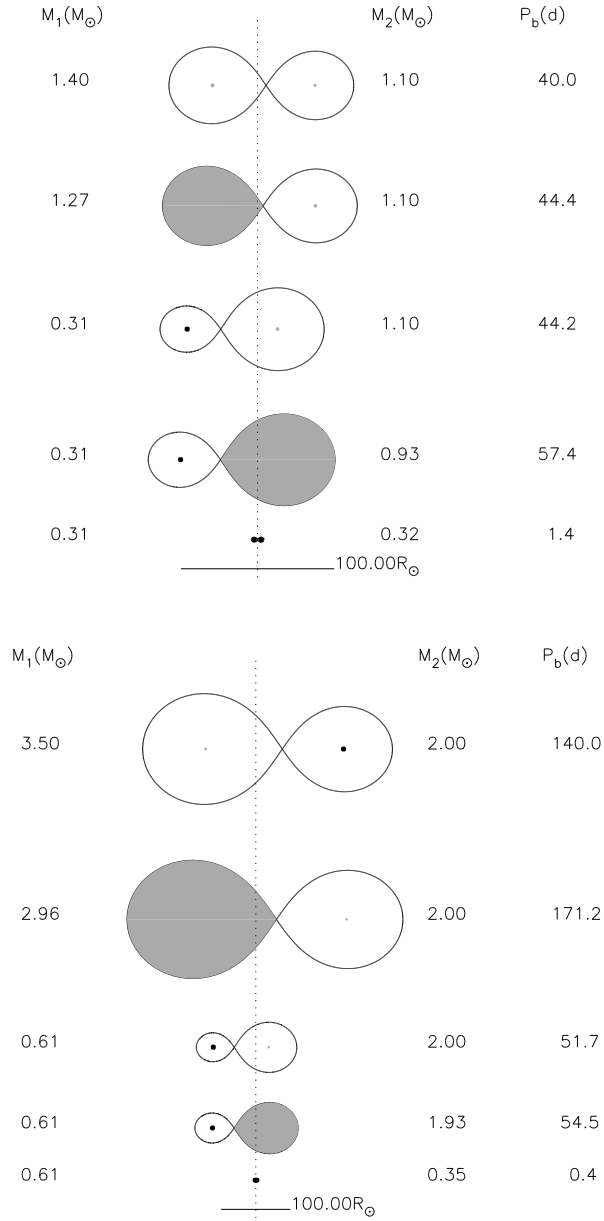 M₁(M☉) M₂(M☉) P_b(d)
1.40 1.10 40.0
1.27 1.10 44.4
0.31 1.10 44.2
0.31 0.93 57.4
0.31 0.32 1.4
100.00R☉
M₁(M☉) M₂(M☉) P_b(d)
3.50 2.00 140.0
2.96 2.00 171.2
0.61 2.00 51.7
0.61 1.93 54.5
0.61 0.35 0.4
100.00R☉